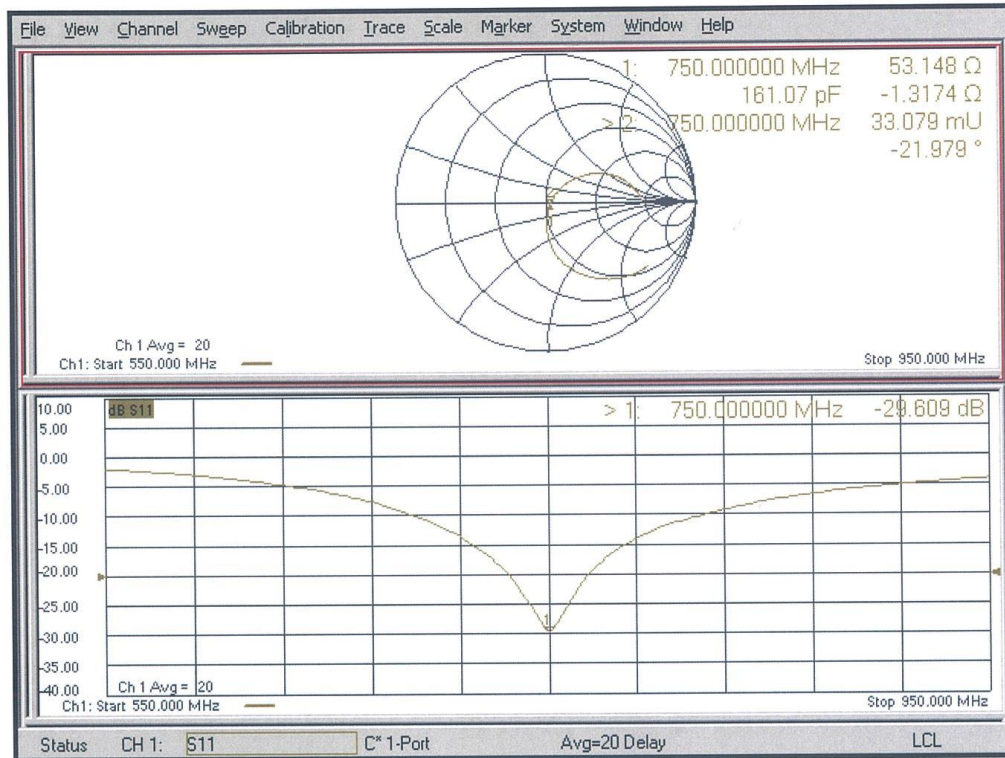 File View Channel Sweep Calibration Trace Scale Marker System Window Help
1: 750.000000 MHz 53.148 Ω
161.07 pF -1.3174 Ω
> 2: 750.000000 MHz 33.079 mU
-21.979 °
Ch 1 Avg = 20
Ch1: Start 550.000 MHz
Stop 950.000 MHz
10.00
dB S11
> 1: 750.000000 MHz -29.609 dB
5.00
0.00
-5.00
-10.00
-15.00
-20.00
-25.00
1
-30.00
-35.00
-40.00
Ch 1 Avg = 20
Ch1: Start 550.000 MHz
Stop 950.000 MHz
Status CH 1: S11 C* 1-Port Avg=20 Delay LCL